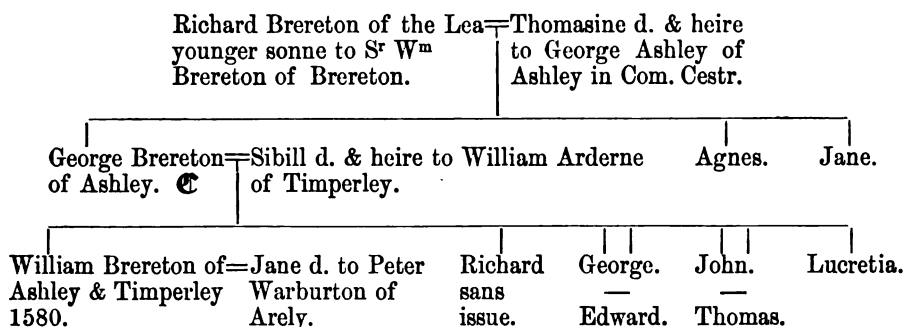 Richard Brereton of the Lea=Thomasine d. & heire
younger sonne to Sʳ Wᵐ to George Ashley of
Brereton of Brereton. Ashley in Com. Cestr.
George Brereton=Sibill d. & heire to William Arderne Agnes. Jane.
of Ashley. ℭ of Timperley.
William Brereton of=Jane d. to Peter Richard George. John. Lucretia.
Ashley & Timperley Warburton of sans — —
1580. Arely. issue. Edward. Thomas.